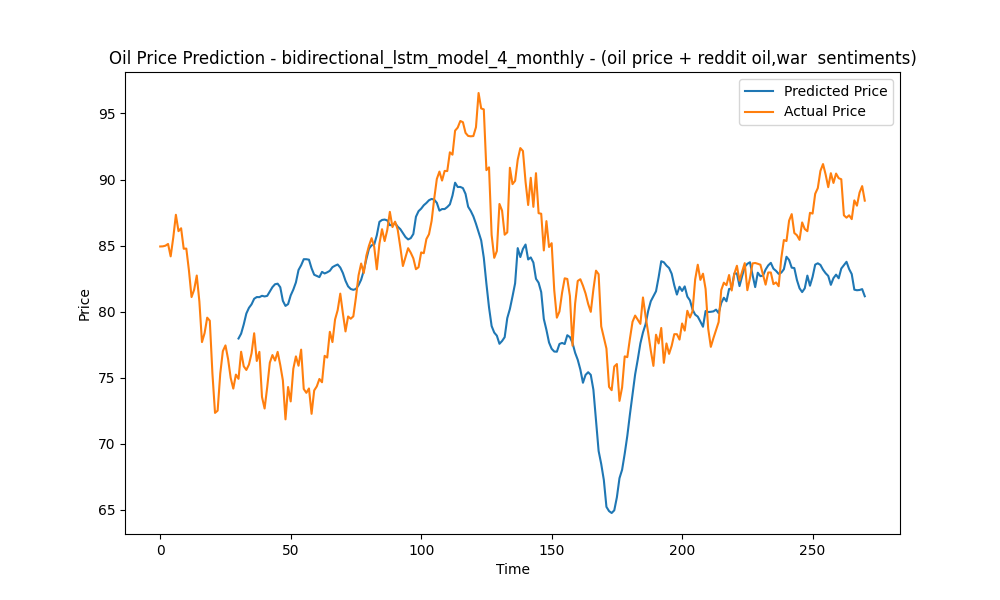 Oil Price Prediction - bidirectional_lstm_model_4_monthly - (oil price + reddit oil,war  sentiments)
Predicted Price
Actual Price
95
90
85
80
75
70
65
Price
0 50 100 150 200 250
Time